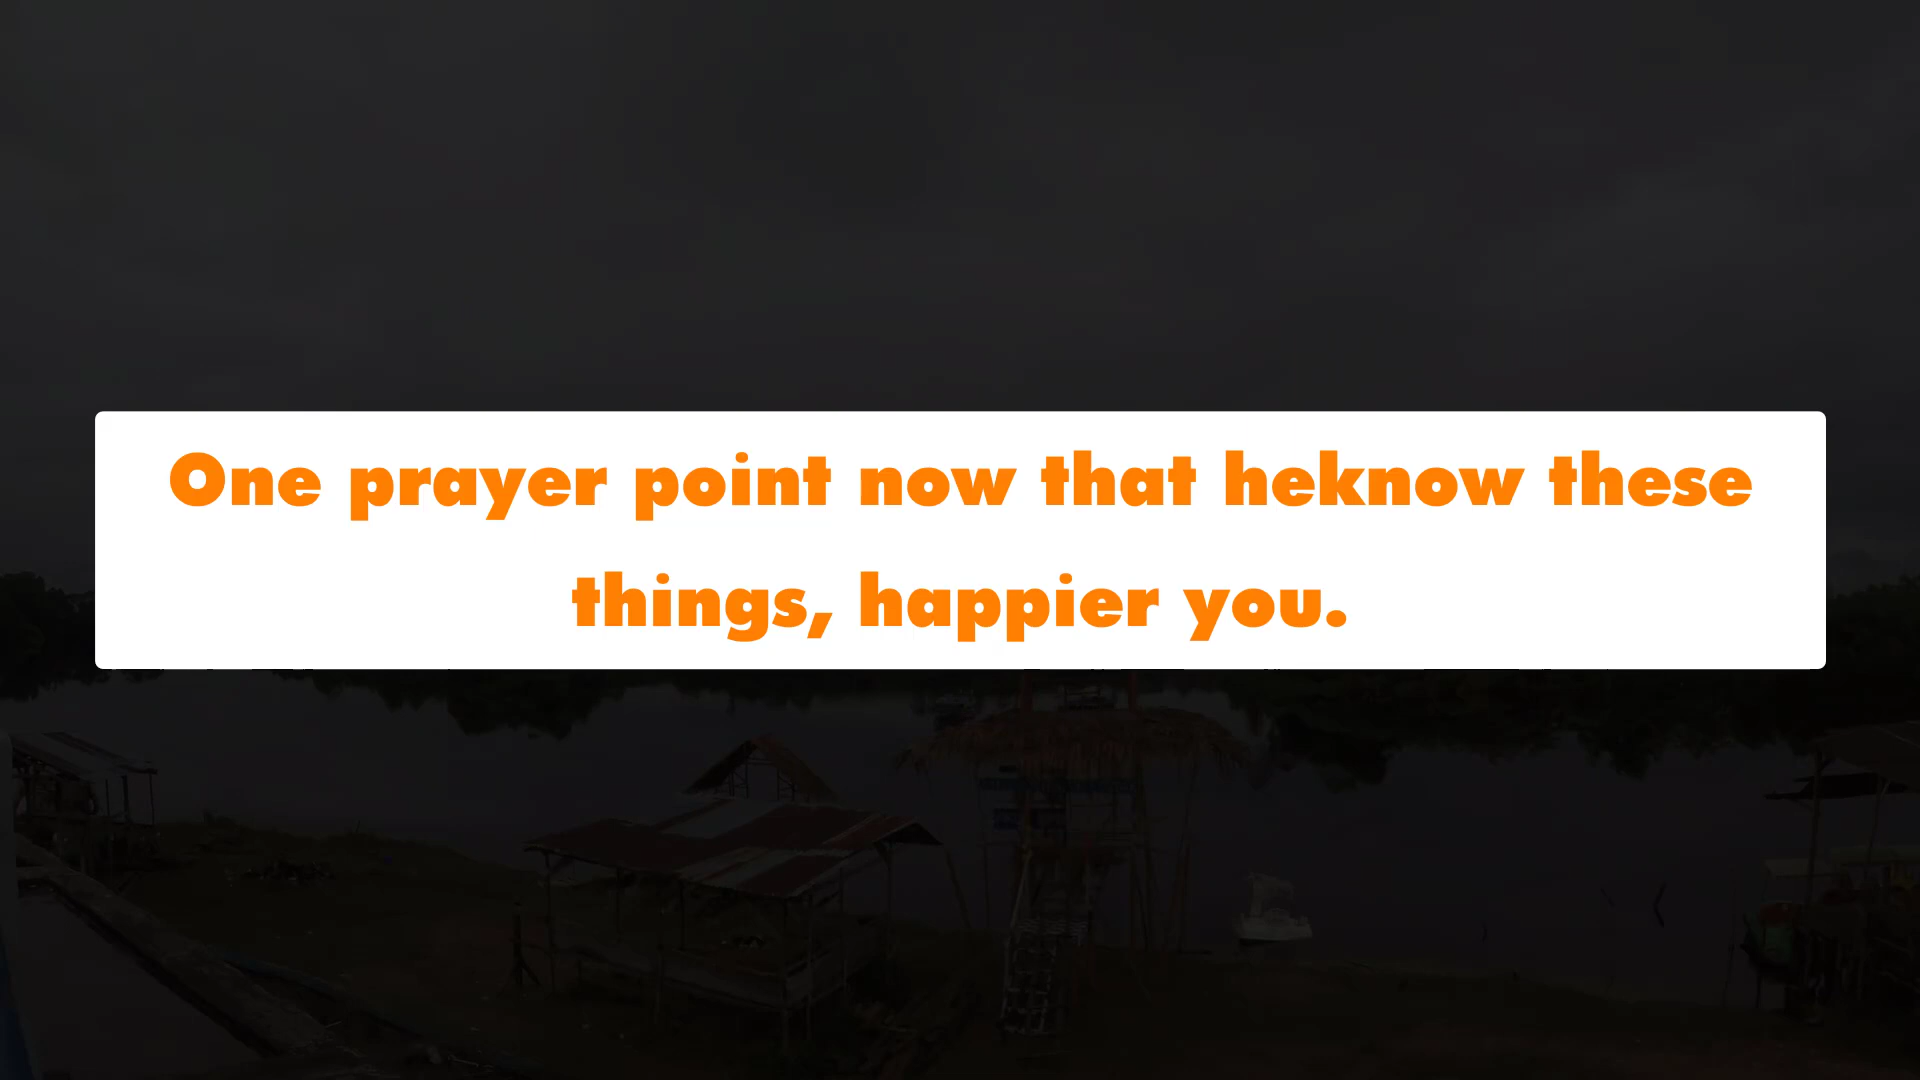 One prayer point now that heknow these
things, happier you.